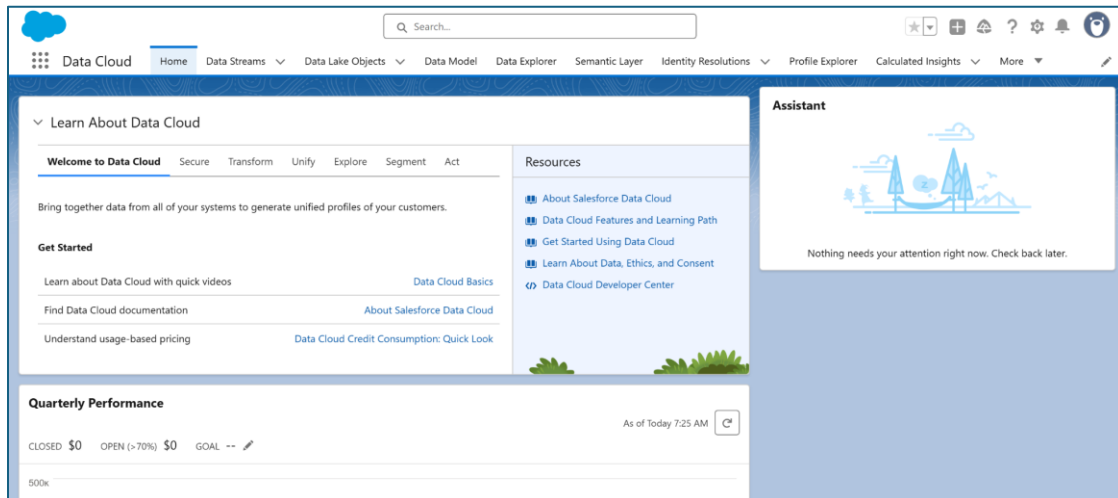 Search...
Data Cloud Home Data Streams Data Lake Objects Data Model Data Explorer Semantic Layer Identity Resolutions Profile Explorer Calculated Insights More
Learn About Data Cloud
Welcome to Data Cloud Secure Transform Unify Explore Segment Act
Bring together data from all of your systems to generate unified profiles of your customers.
Get Started
Learn about Data Cloud with quick videos Data Cloud Basics
Find Data Cloud documentation About Salesforce Data Cloud
Understand usage-based pricing Data Cloud Credit Consumption: Quick Look
Resources
About Salesforce Data Cloud
Data Cloud Features and Learning Path
Get Started Using Data Cloud
Learn About Data, Ethics, and Consent
Data Cloud Developer Center
Assistant
z
Nothing needs your attention right now. Check back later.
Quarterly Performance
As of Today 7:25 AM
CLOSED $0 OPEN (>70%) $0 GOAL --
500K